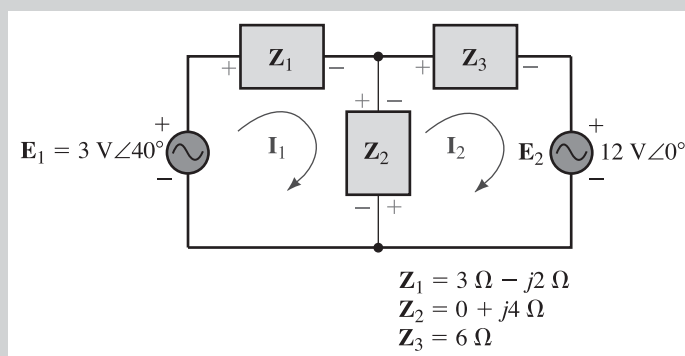 Z₁ Z₃
+ − + −
+ + − +
E₁ = 3 V∠40° I₁ Z₂ I₂ E₂ 12 V∠0°
− − + −
Z₁ = 3 Ω − j2 Ω
Z₂ = 0 + j4 Ω
Z₃ = 6 Ω